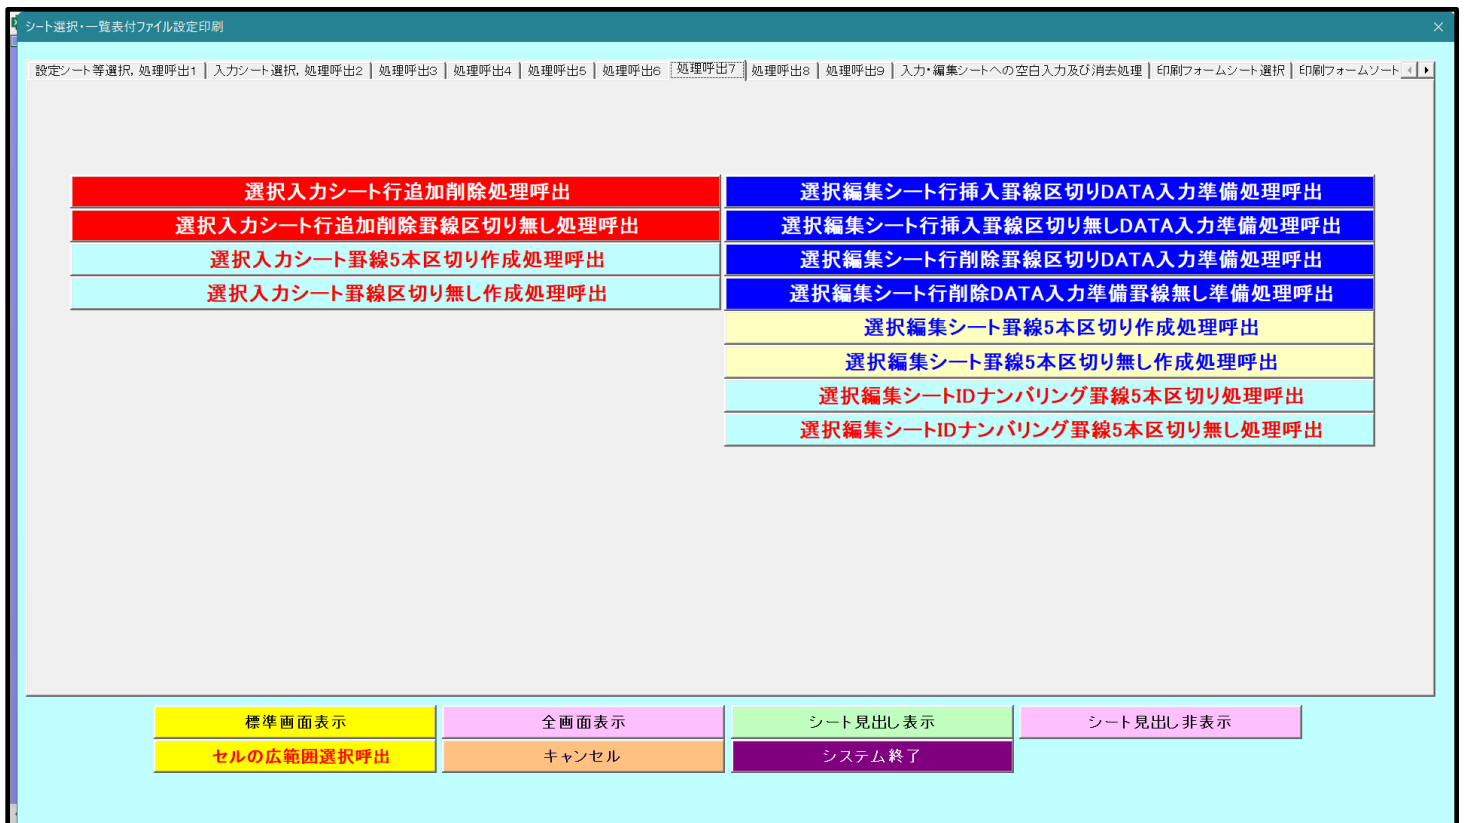 シート選択・一覧表付ファイル設定印刷
設定シート等選択, 処理呼出1 入力シート選択, 処理呼出2 処理呼出3 処理呼出4 処理呼出5 処理呼出6 処理呼出7 処理呼出8 処理呼出9 入力・編集シートへの空白入力及び消去処理 印刷フォームシート選択 印刷フォームソート
選択入力シート行追加削除処理呼出
選択入力シート行追加削除罫線区切り無し処理呼出
選択入力シート罫線5本区切り作成処理呼出
選択入力シート罫線区切り無し作成処理呼出
選択編集シート行挿入罫線区切りDATA入力準備処理呼出
選択編集シート行挿入罫線区切り無しDATA入力準備処理呼出
選択編集シート行削除罫線区切りDATA入力準備処理呼出
選択編集シート行削除DATA入力準備罫線無し準備処理呼出
選択編集シート罫線5本区切り作成処理呼出
選択編集シート罫線5本区切り無し作成処理呼出
選択編集シートIDナンバリング罫線5本区切り処理呼出
選択編集シートIDナンバリング罫線5本区切り無し処理呼出
標準画面表示 全画面表示 シート見出し表示 シート見出し非表示
セルの広範囲選択呼出 キャンセル システム終了